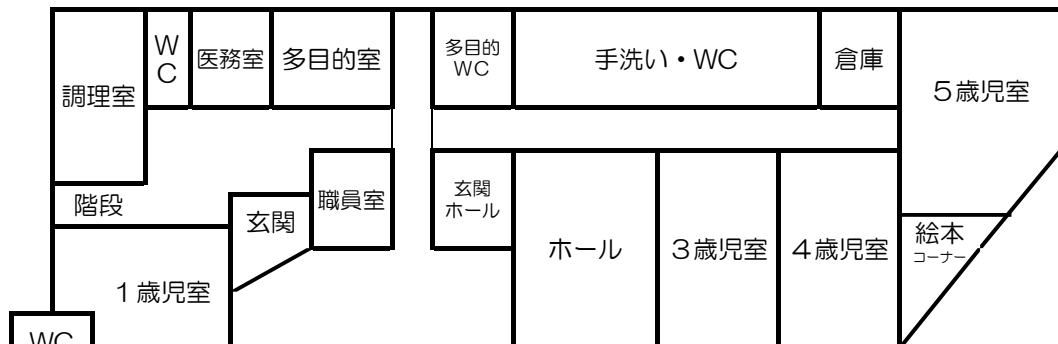 調理室
W
C
医務室
多目的室
多目的
WC
手洗い・WC
倉庫
5歳児室
階段
玄関
職員室
玄関
ホール
ホール
3歳児室
4歳児室
絵本
コーナー
1歳児室
WC